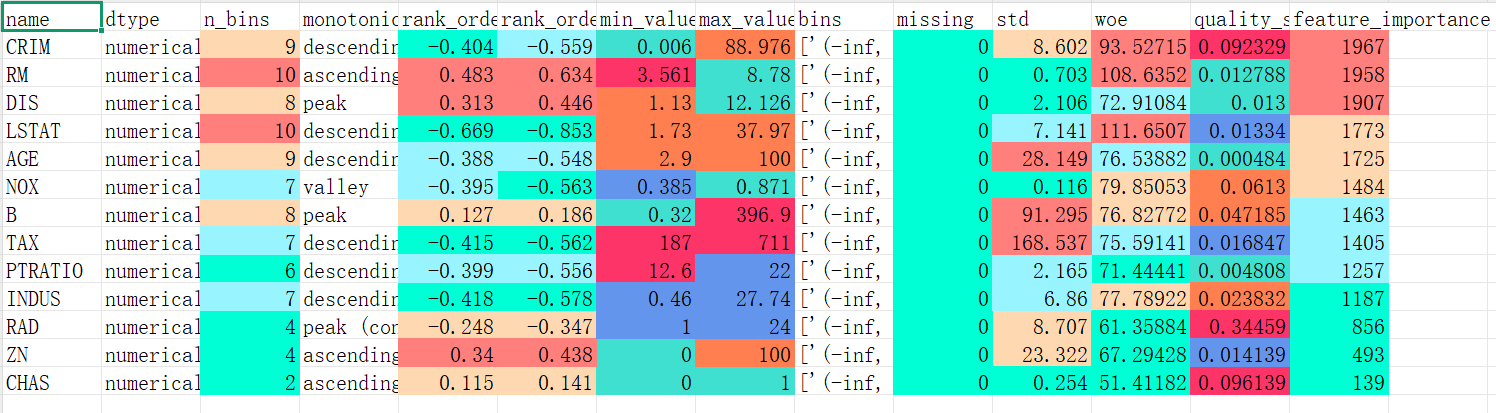 name dtype n_bins monotonic rank_orde rank_orde min_value max_value bins missing std woe quality_s feature_importance
CRIM numerical 9 descendin -0.404 -0.559 0.006 88.976 ['(-inf, 0 8.602 93.52715 0.092329 1967
RM numerical 10 ascending 0.483 0.634 3.561 8.78 ['(-inf, 0 0.703 108.6352 0.012788 1958
DIS numerical 8 peak 0.313 0.446 1.13 12.126 ['(-inf, 0 2.106 72.91084 0.013 1907
LSTAT numerical 10 descendin -0.669 -0.853 1.73 37.97 ['(-inf, 0 7.141 111.6507 0.01334 1773
AGE numerical 9 descendin -0.388 -0.548 2.9 100 ['(-inf, 0 28.149 76.53882 0.000484 1725
NOX numerical 7 valley -0.395 -0.563 0.385 0.871 ['(-inf, 0 0.116 79.85053 0.0613 1484
B numerical 8 peak 0.127 0.186 0.32 396.9 ['(-inf, 0 91.295 76.82772 0.047185 1463
TAX numerical 7 descendin -0.415 -0.562 187 711 ['(-inf, 0 168.537 75.59141 0.016847 1405
PTRATIO numerical 6 descendin -0.399 -0.556 12.6 22 ['(-inf, 0 2.165 71.44441 0.004808 1257
INDUS numerical 7 descendin -0.418 -0.578 0.46 27.74 ['(-inf, 0 6.86 77.78922 0.023832 1187
RAD numerical 4 peak (con -0.248 -0.347 1 24 ['(-inf, 0 8.707 61.35884 0.34459 856
ZN numerical 4 ascending 0.34 0.438 0 100 ['(-inf, 0 23.322 67.29428 0.014139 493
CHAS numerical 2 ascending 0.115 0.141 0 1 ['(-inf, 0 0.254 51.41182 0.096139 139